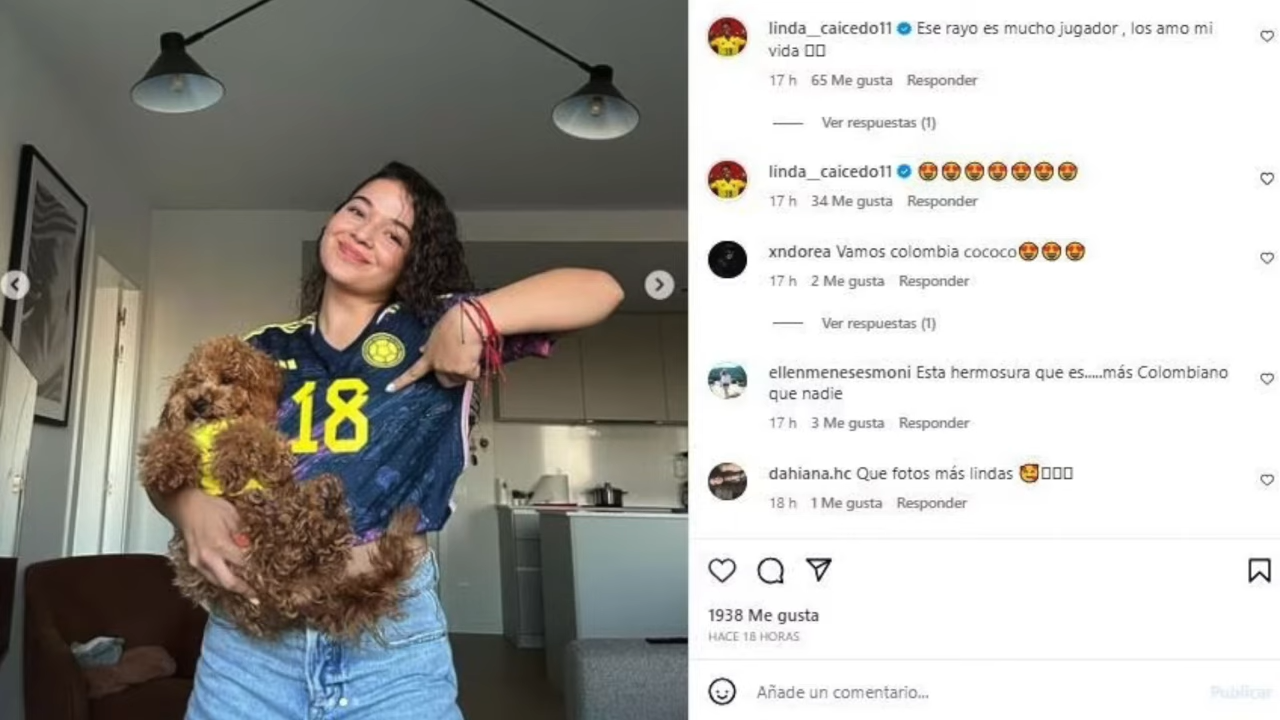 18
linda__caicedo11 Ese rayo es mucho jugador , los amo mi
vida
17 h 65 Me gusta Responder
Ver respuestas (1)
linda__caicedo11 😍😍😍😍😍😍😍
17 h 34 Me gusta Responder
xndorea Vamos colombia cococo😍😍😍
17 h 2 Me gusta Responder
Ver respuestas (1)
ellenmenesesmoni Esta hermosura que es.....más Colombiano
que nadie
17 h 3 Me gusta Responder
dahiana.hc Que fotos más lindas 🥰
18 h 1 Me gusta Responder
1938 Me gusta
HACE 18 HORAS
Añade un comentario... Publicar